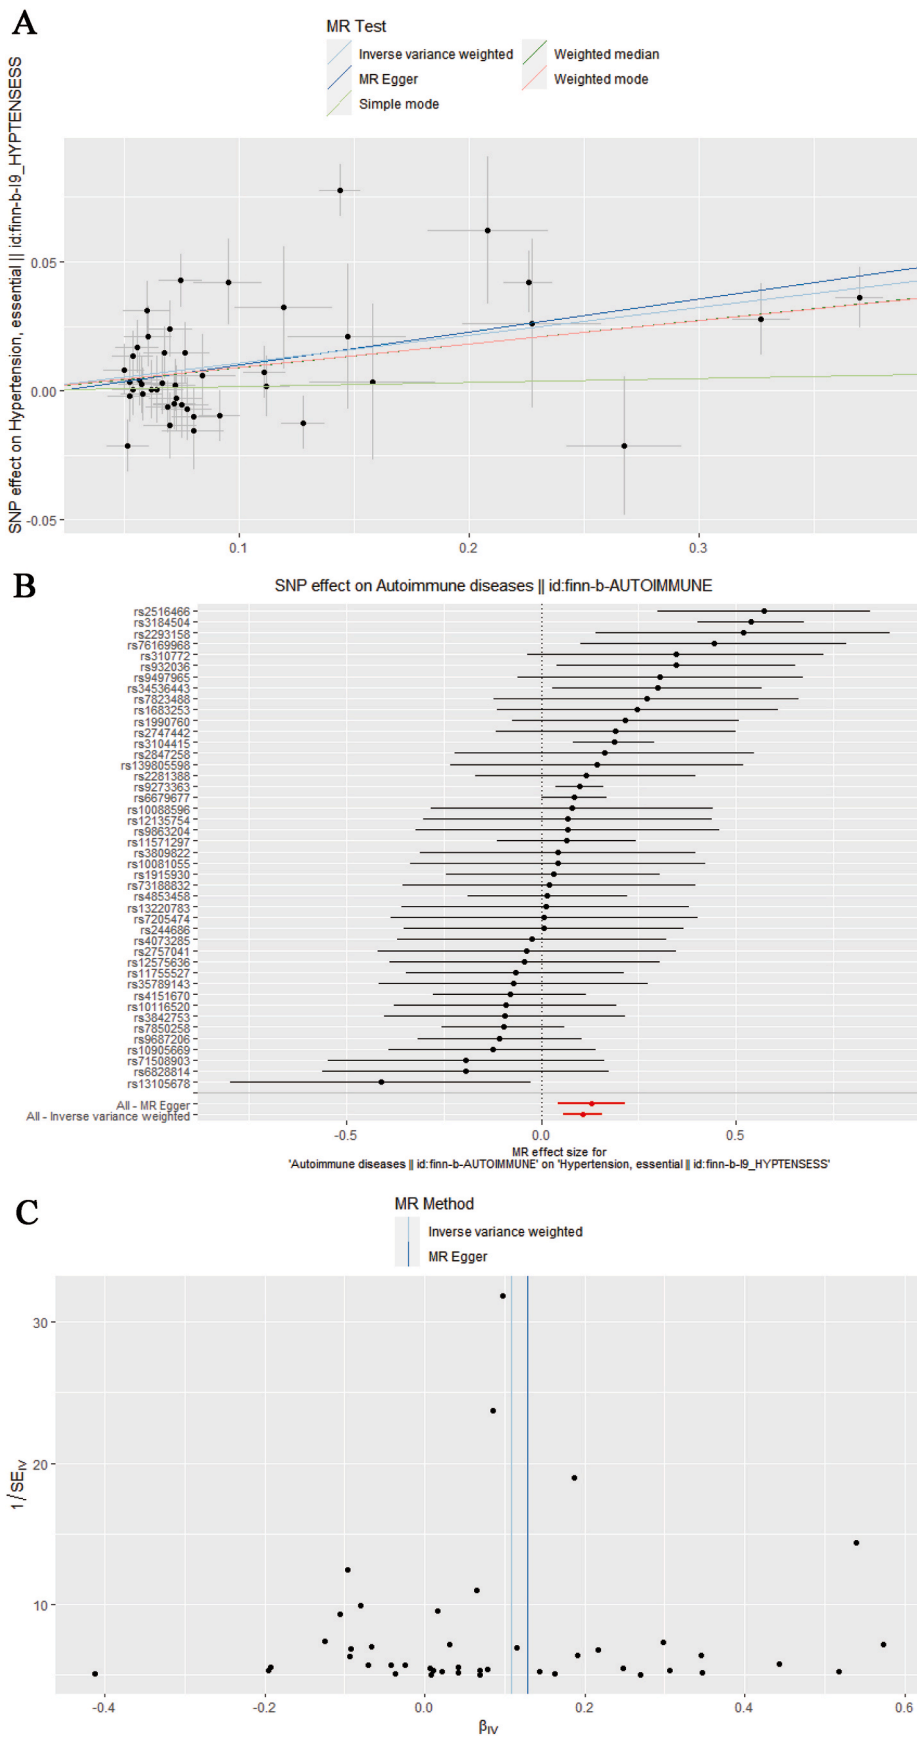 A
MR Test
Inverse variance weighted
Weighted median
MR Egger
Weighted mode
Simple mode
SNP effect on Hypertension, essential || id:finn-b-I9_HYPTENSESS
0.05
0.00
-0.05
0.1
0.2
0.3
B
SNP effect on Autoimmune diseases || id:finn-b-AUTOIMMUNE
rs2516466
rs3184504
rs2293158
rs76169968
rs310772
rs932036
rs9497965
rs34536443
rs7823488
rs1683253
rs1990760
rs2747442
rs3104415
rs2847258
rs139805598
rs2281388
rs9273363
rs6679677
rs10088596
rs12135754
rs9863204
rs11571297
rs3809822
rs10081055
rs1915930
rs73188832
rs4853458
rs13220783
rs7205474
rs244686
rs4073285
rs2757041
rs12575636
rs11755527
rs35789143
rs4151670
rs10116520
rs3842753
rs7850258
rs9687206
rs10905669
rs71508903
rs6828814
rs13105678
All - MR Egger
All - Inverse variance weighted
-0.5
0.0
0.5
MR effect size for
'Autoimmune diseases || id:finn-b-AUTOIMMUNE' on 'Hypertension, essential || id:finn-b-I9_HYPTENSESS'
C
MR Method
Inverse variance weighted
MR Egger
1/SEIV
30
20
10
-0.4
-0.2
0.0
0.2
0.4
0.6
βIV